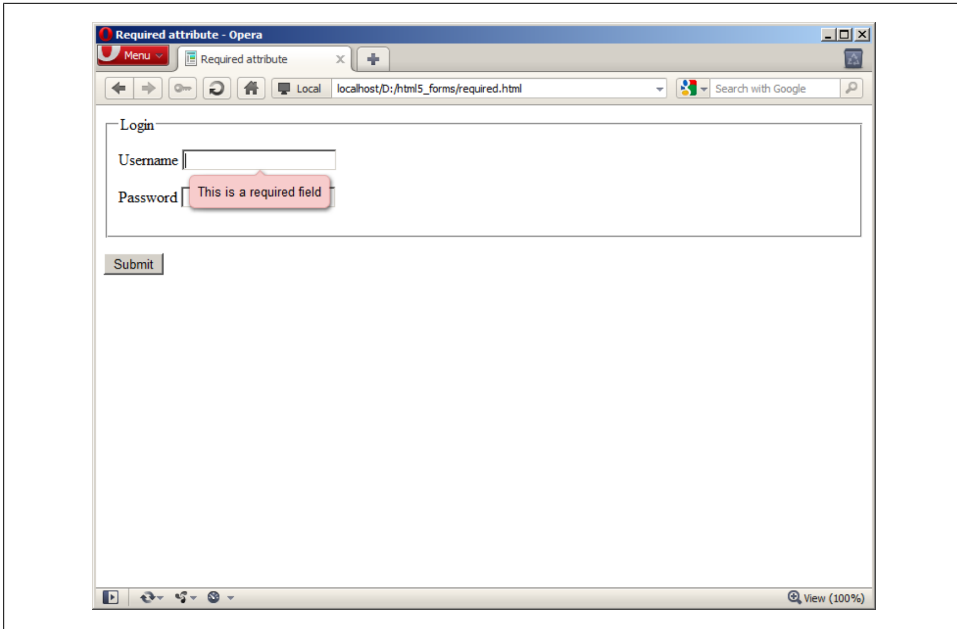 Required attribute - Opera
Menu
Required attribute
Local
localhost/D:/html5_forms/required.html
Search with Google
Login
Username
This is a required field
Password
Submit
View (100%)